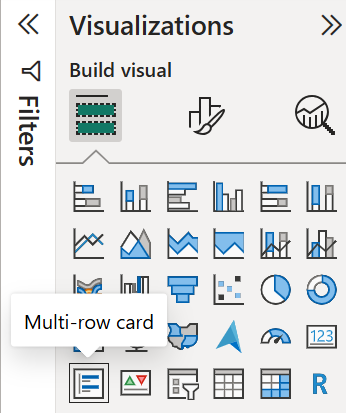 Visualizations
Build visual
Filters
Multi-row card
123
R